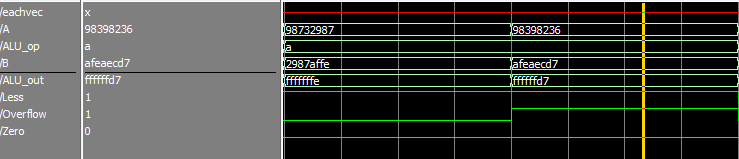 /eachvec x
/A 98398236 98732987 98398236
/ALU_op a a
/B afeaecd7 2987affe afeaecd7
/ALU_out ffffffd7 fffffffe ffffffd7
/Less 1
/Overflow 1
/Zero 0